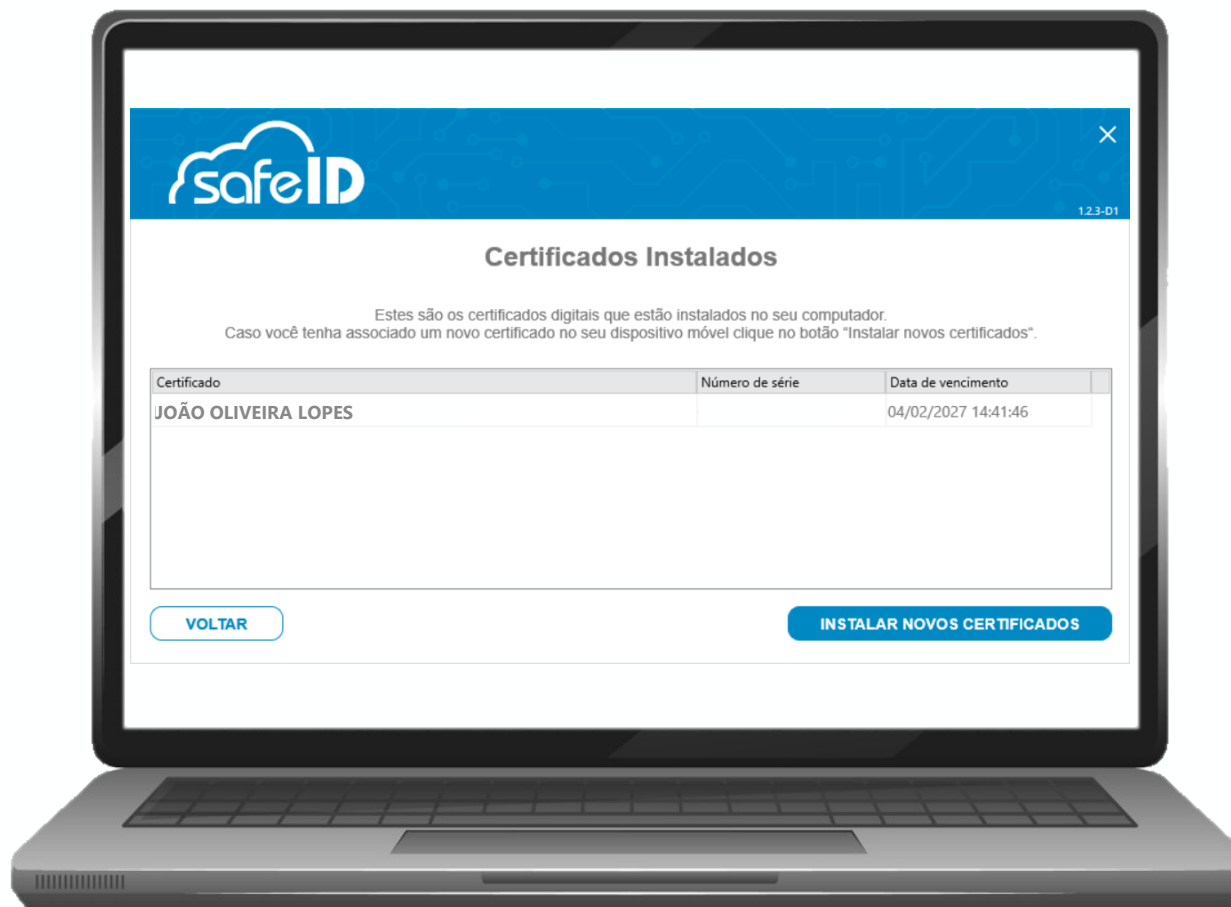 safeID
1.2.3-D1
Certificados Instalados
Estes são os certificados digitais que estão instalados no seu computador.
Caso você tenha associado um novo certificado no seu dispositivo móvel clique no botão "Instalar novos certificados".
Certificado Número de série Data de vencimento
JOÃO OLIVEIRA LOPES 04/02/2027 14:41:46
VOLTAR INSTALAR NOVOS CERTIFICADOS